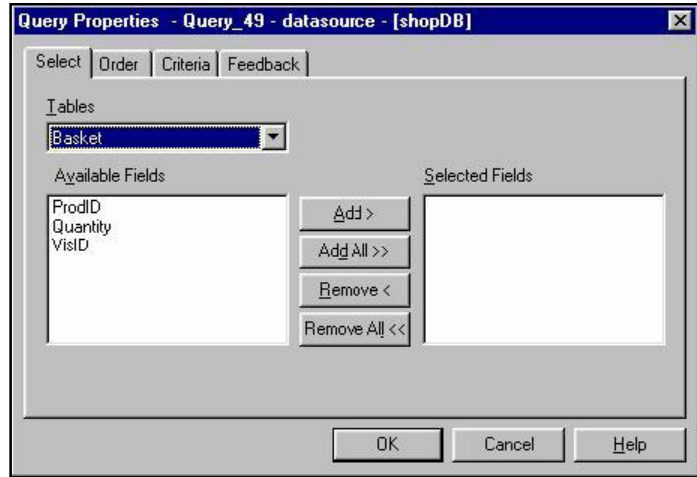 Query Properties - Query_49 - datasource - [shopDB]
Select Order Criteria Feedback
Tables
Basket
Available Fields
Selected Fields
ProdID
Quantity
VisID
Add >
Add All >>
Remove <
Remove All <<
OK Cancel Help